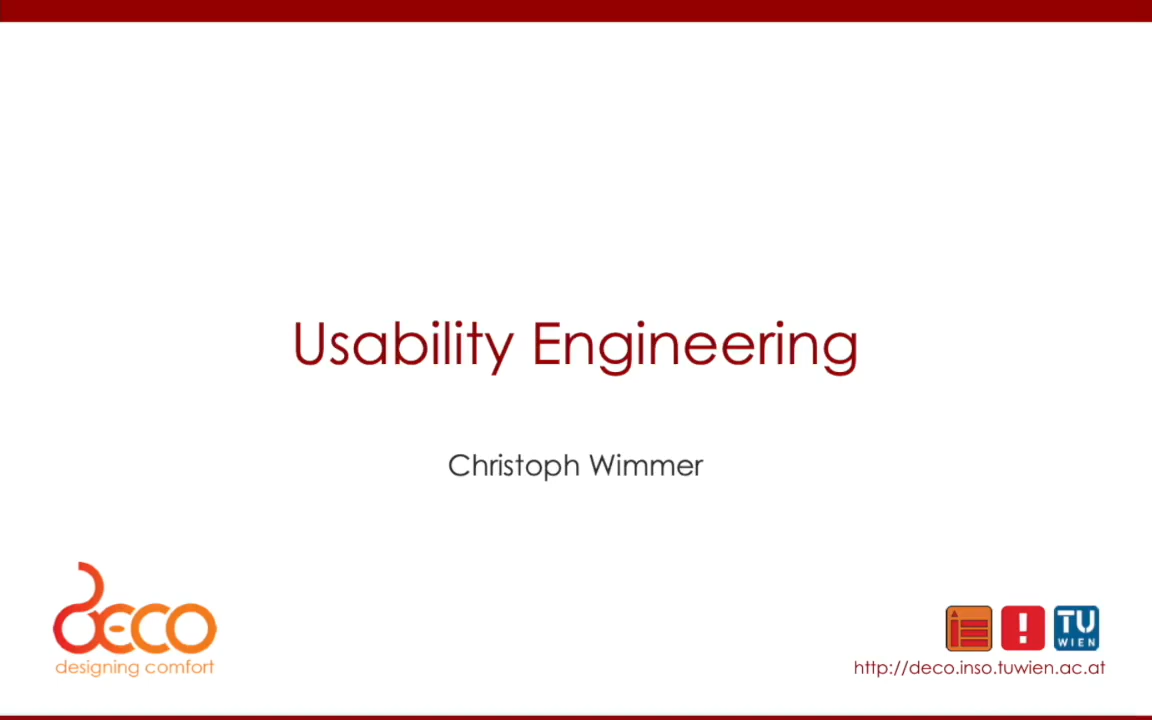 Usability Engineering
Christoph Wimmer
deco
designing comfort
!
TU
WIEN
http://deco.inso.tuwien.ac.at